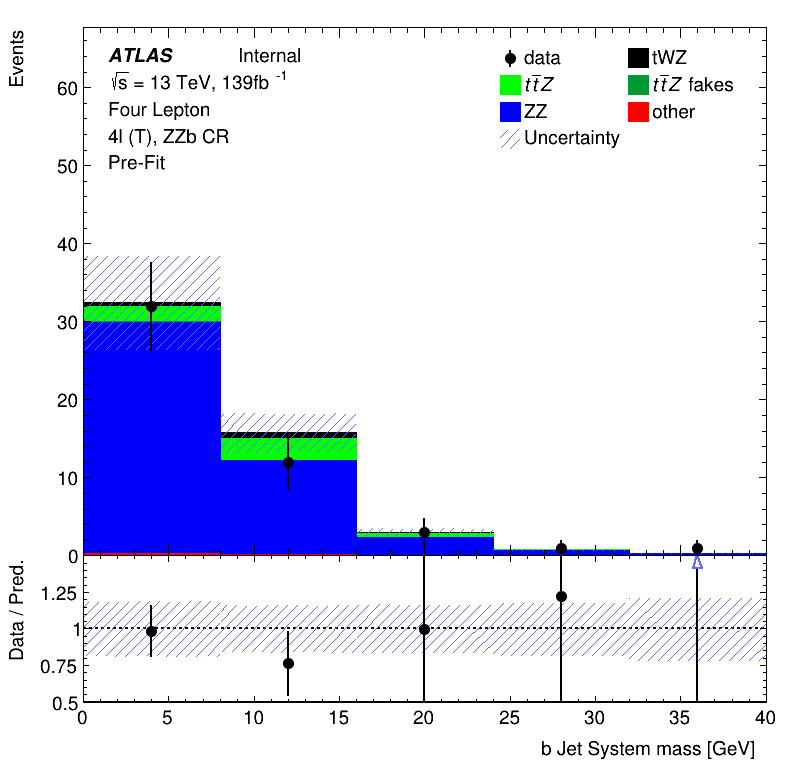 Events
60
50
40
30
20
10
0
ATLAS Internal
√s = 13 TeV, 139fb -1
Four Lepton
4l (T), ZZb CR
Pre-Fit
data
tt̄Z
ZZ
Uncertainty
tWZ
tt̄Z fakes
other
Data / Pred.
1.25
1
0.75
0.5
0 5 10 15 20 25 30 35 40
b Jet System mass [GeV]